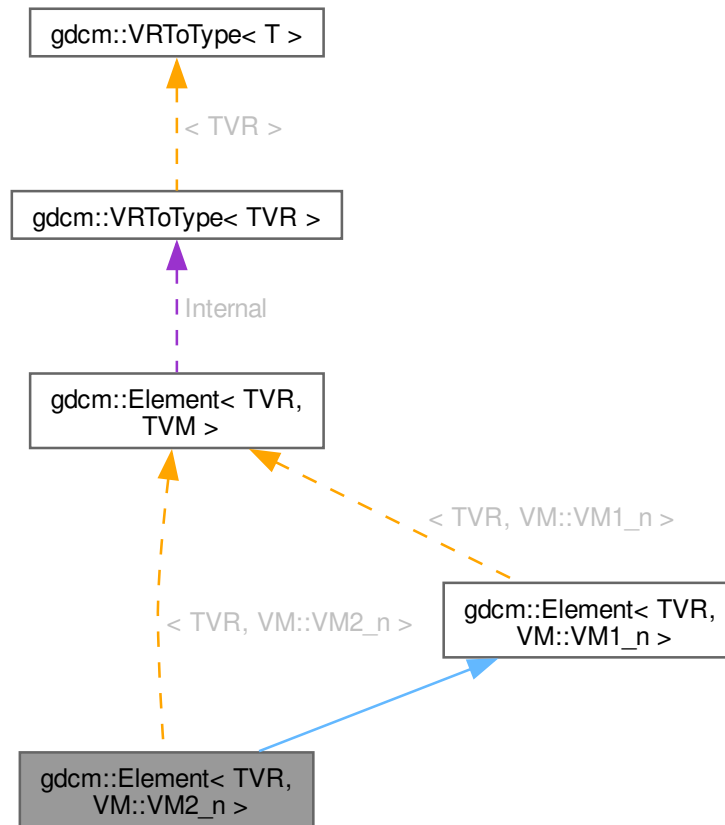 gdcm::VRToType< T >
< TVR >
gdcm::VRToType< TVR >
Internal
gdcm::Element< TVR,
TVM >
< TVR, VM::VM1_n >
gdcm::Element< TVR,
VM::VM1_n >
< TVR, VM::VM2_n >
gdcm::Element< TVR,
VM::VM2_n >